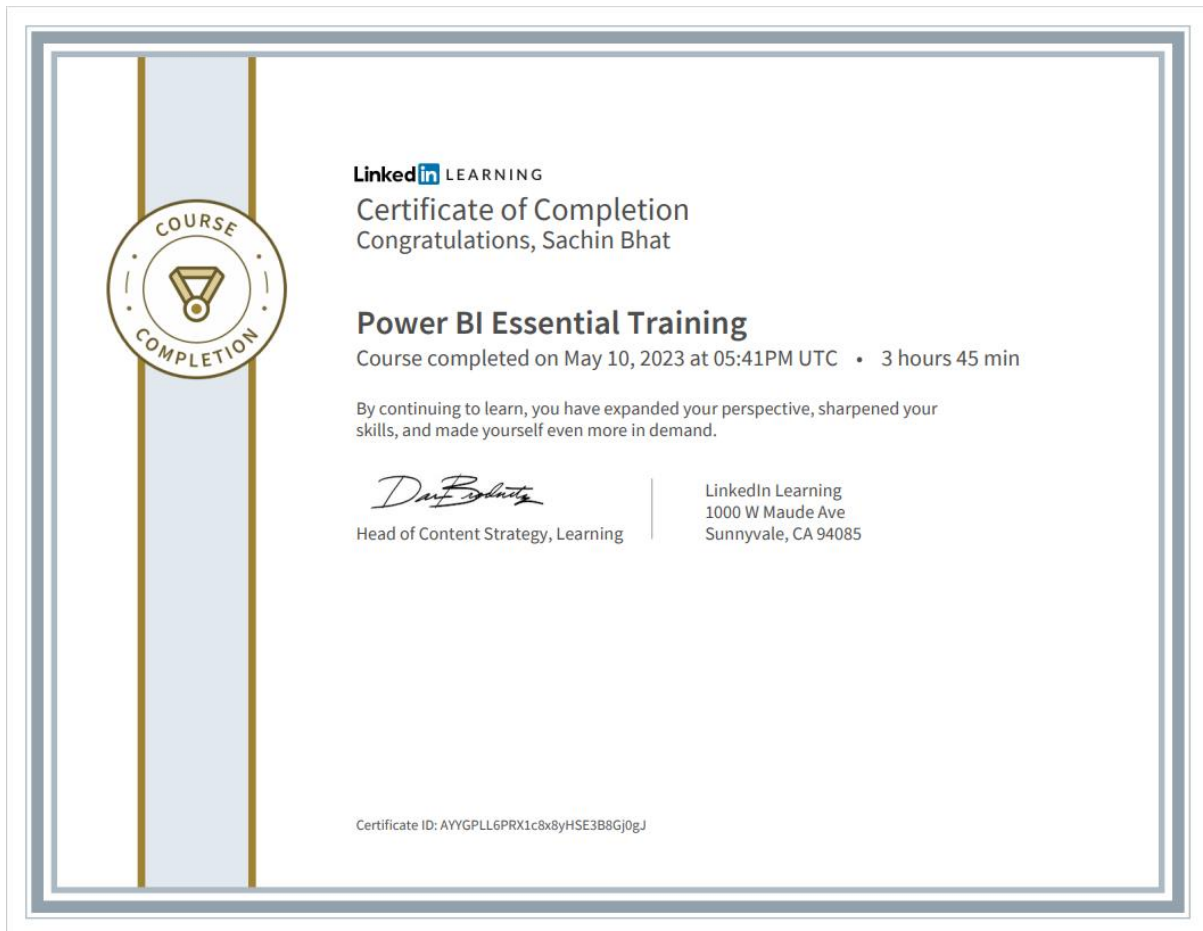 COURSE
COMPLETION
Linked in LEARNING
Certificate of Completion
Congratulations, Sachin Bhat
Power BI Essential Training
Course completed on May 10, 2023 at 05:41PM UTC • 3 hours 45 min
By continuing to learn, you have expanded your perspective, sharpened your
skills, and made yourself even more in demand.
Head of Content Strategy, Learning
LinkedIn Learning
1000 W Maude Ave
Sunnyvale, CA 94085
Certificate ID: AYYGPLL6PRX1c8x8yHSE3B8Gj0gJ